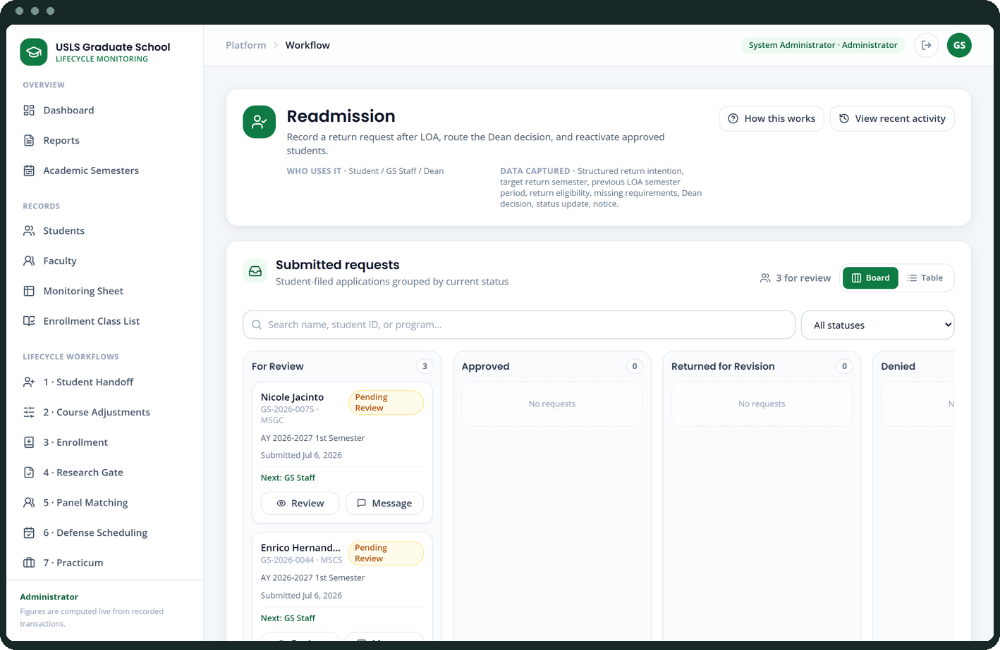 USLS Graduate School
LIFECYCLE MONITORING
OVERVIEW
Dashboard
Reports
Academic Semesters
RECORDS
Students
Faculty
Monitoring Sheet
Enrollment Class List
LIFECYCLE WORKFLOWS
1 · Student Handoff
2 · Course Adjustments
3 · Enrollment
4 · Research Gate
5 · Panel Matching
6 · Defense Scheduling
7 · Practicum
Administrator
Figures are computed live from recorded
transactions.
Platform
Workflow
System Administrator · Administrator
GS
Readmission
Record a return request after LOA, route the Dean decision, and reactivate approved
students.
WHO USES IT · Student / GS Staff / Dean
DATA CAPTURED · Structured return intention,
target return semester, previous LOA semester
period, return eligibility, missing requirements, Dean
decision, status update, notice.
How this works
View recent activity
Submitted requests
Student-filed applications grouped by current status
3 for review
Board
Table
Search name, student ID, or program...
All statuses
For Review
3
Nicole Jacinto
GS-2026-0075 ·
MSGC
Pending
Review
AY 2026-2027 1st Semester
Submitted Jul 6, 2026
Next: GS Staff
Review
Message
Enrico Hernand...
GS-2026-0044 · MSCS
Pending
Review
AY 2026-2027 1st Semester
Submitted Jul 6, 2026
Next: GS Staff
Approved
0
No requests
Returned for Revision
0
No requests
Denied